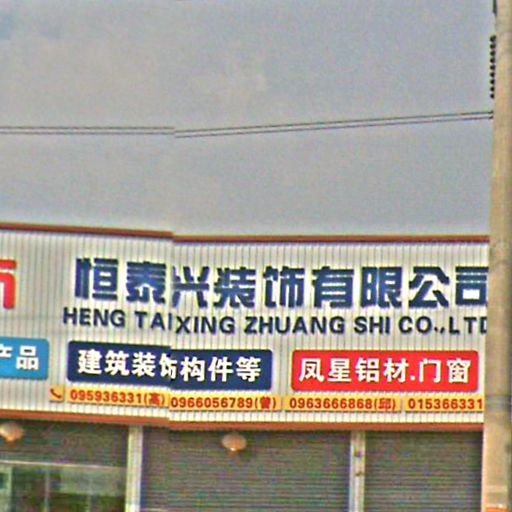 恒泰兴装饰有限公司
HENG TAIXING ZHUANG SHI CO.,LTD
产品
建筑装饰构件等
凤星铝材.门窗
095936331(高)
0966056789(曾)
0963666868(邱)
015366331